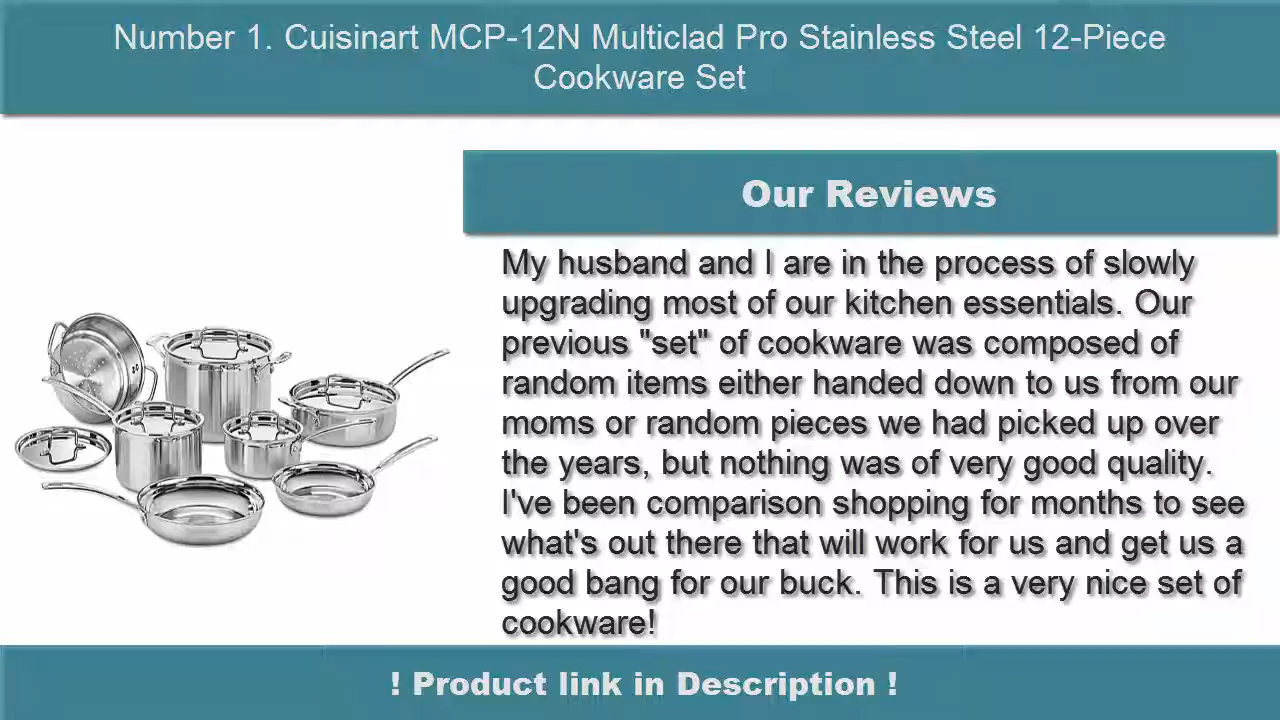 Number 1. Cuisinart MCP-12N Multiclad Pro Stainless Steel 12-Piece
Cookware Set
Our Reviews
My husband and I are in the process of slowly
upgrading most of our kitchen essentials. Our
previous "set" of cookware was composed of
random items either handed down to us from our
moms or random pieces we had picked up over
the years, but nothing was of very good quality.
I've been comparison shopping for months to see
what's out there that will work for us and get us a
good bang for our buck. This is a very nice set of
cookware!
! Product link in Description !